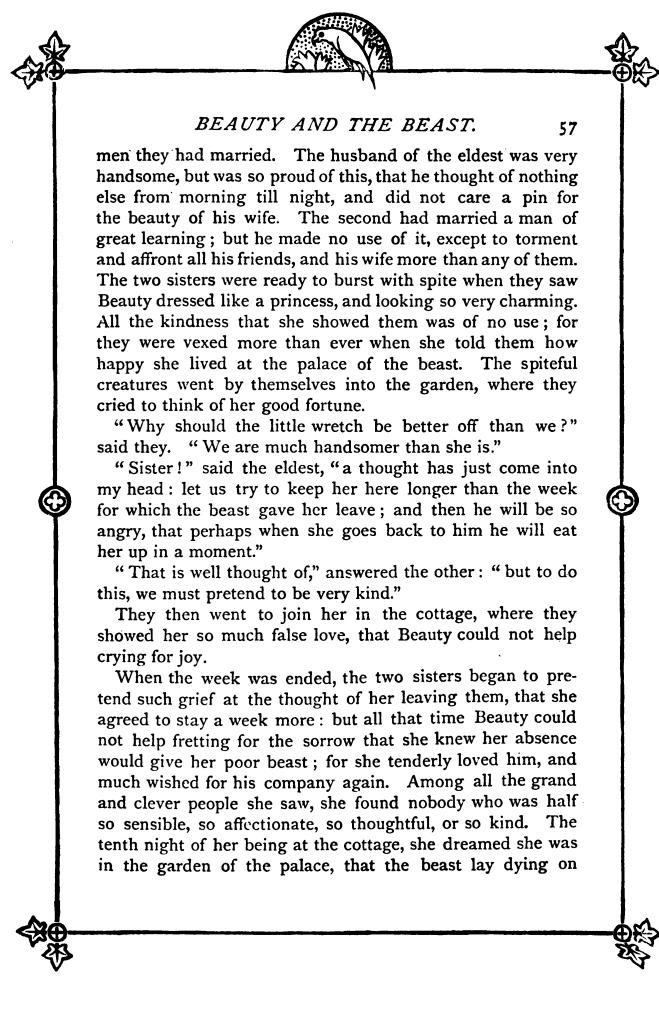 BEAUTY AND THE BEAST. 57
men they had married. The husband of the eldest was very
handsome, but was so proud of this, that he thought of nothing
else from morning till night, and did not care a pin for
the beauty of his wife. The second had married a man of
great learning; but he made no use of it, except to torment
and affront all his friends, and his wife more than any of them.
The two sisters were ready to burst with spite when they saw
Beauty dressed like a princess, and looking so very charming.
All the kindness that she showed them was of no use; for
they were vexed more than ever when she told them how
happy she lived at the palace of the beast. The spiteful
creatures went by themselves into the garden, where they
cried to think of her good fortune.
"Why should the little wretch be better off than we?"
said they. "We are much handsomer than she is."
"Sister!" said the eldest, "a thought has just come into
my head: let us try to keep her here longer than the week
for which the beast gave her leave; and then he will be so
angry, that perhaps when she goes back to him he will eat
her up in a moment."
"That is well thought of," answered the other: "but to do
this, we must pretend to be very kind."
They then went to join her in the cottage, where they
showed her so much false love, that Beauty could not help
crying for joy.
When the week was ended, the two sisters began to pre-
tend such grief at the thought of her leaving them, that she
agreed to stay a week more: but all that time Beauty could
not help fretting for the sorrow that she knew her absence
would give her poor beast; for she tenderly loved him, and
much wished for his company again. Among all the grand
and clever people she saw, she found nobody who was half
so sensible, so affectionate, so thoughtful, or so kind. The
tenth night of her being at the cottage, she dreamed she was
in the garden of the palace, that the beast lay dying on